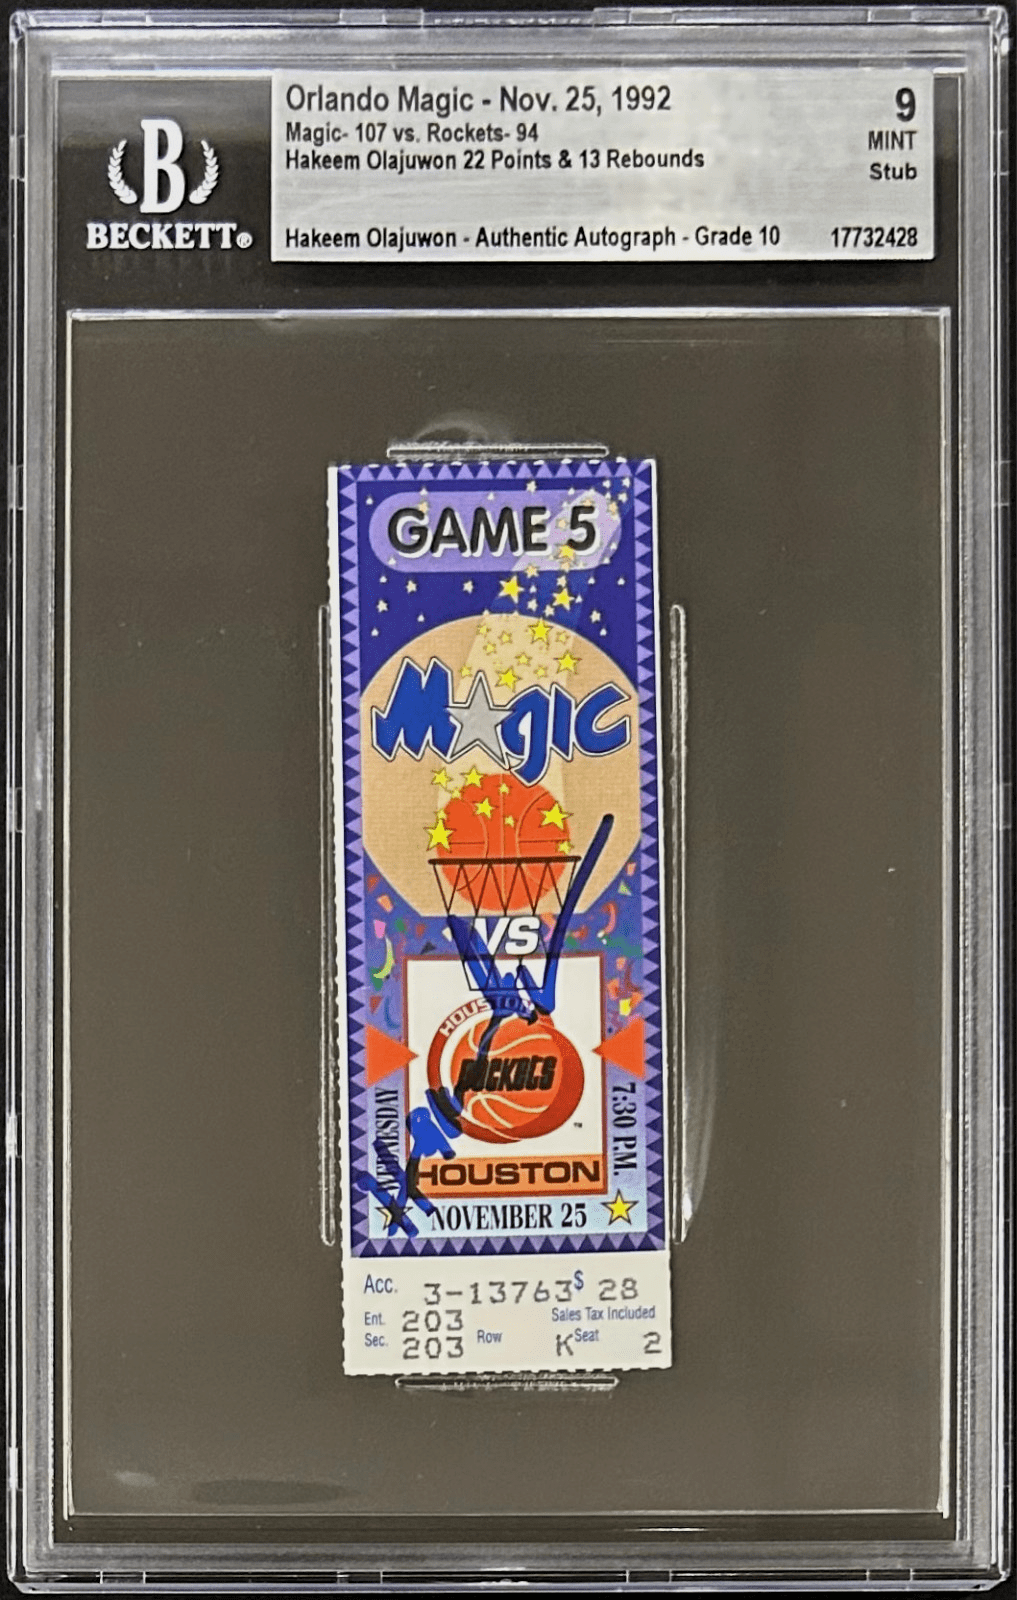 Orlando Magic - Nov. 25, 1992
Magic- 107 vs. Rockets- 94
Hakeem Olajuwon 22 Points & 13 Rebounds
Hakeem Olajuwon - Authentic Autograph - Grade 10
9
MINT
Stub
17732428
B
BECKETT®
GAME 5
Magic
VS
HOUSTON
ROCKETS
™
WEDNESDAY
7:30 P.M.
HOUSTON
NOVEMBER 25
Acc. 3-13763 $ 28
Ent. 203 Sales Tax Included
Sec. 203 Row K Seat 2